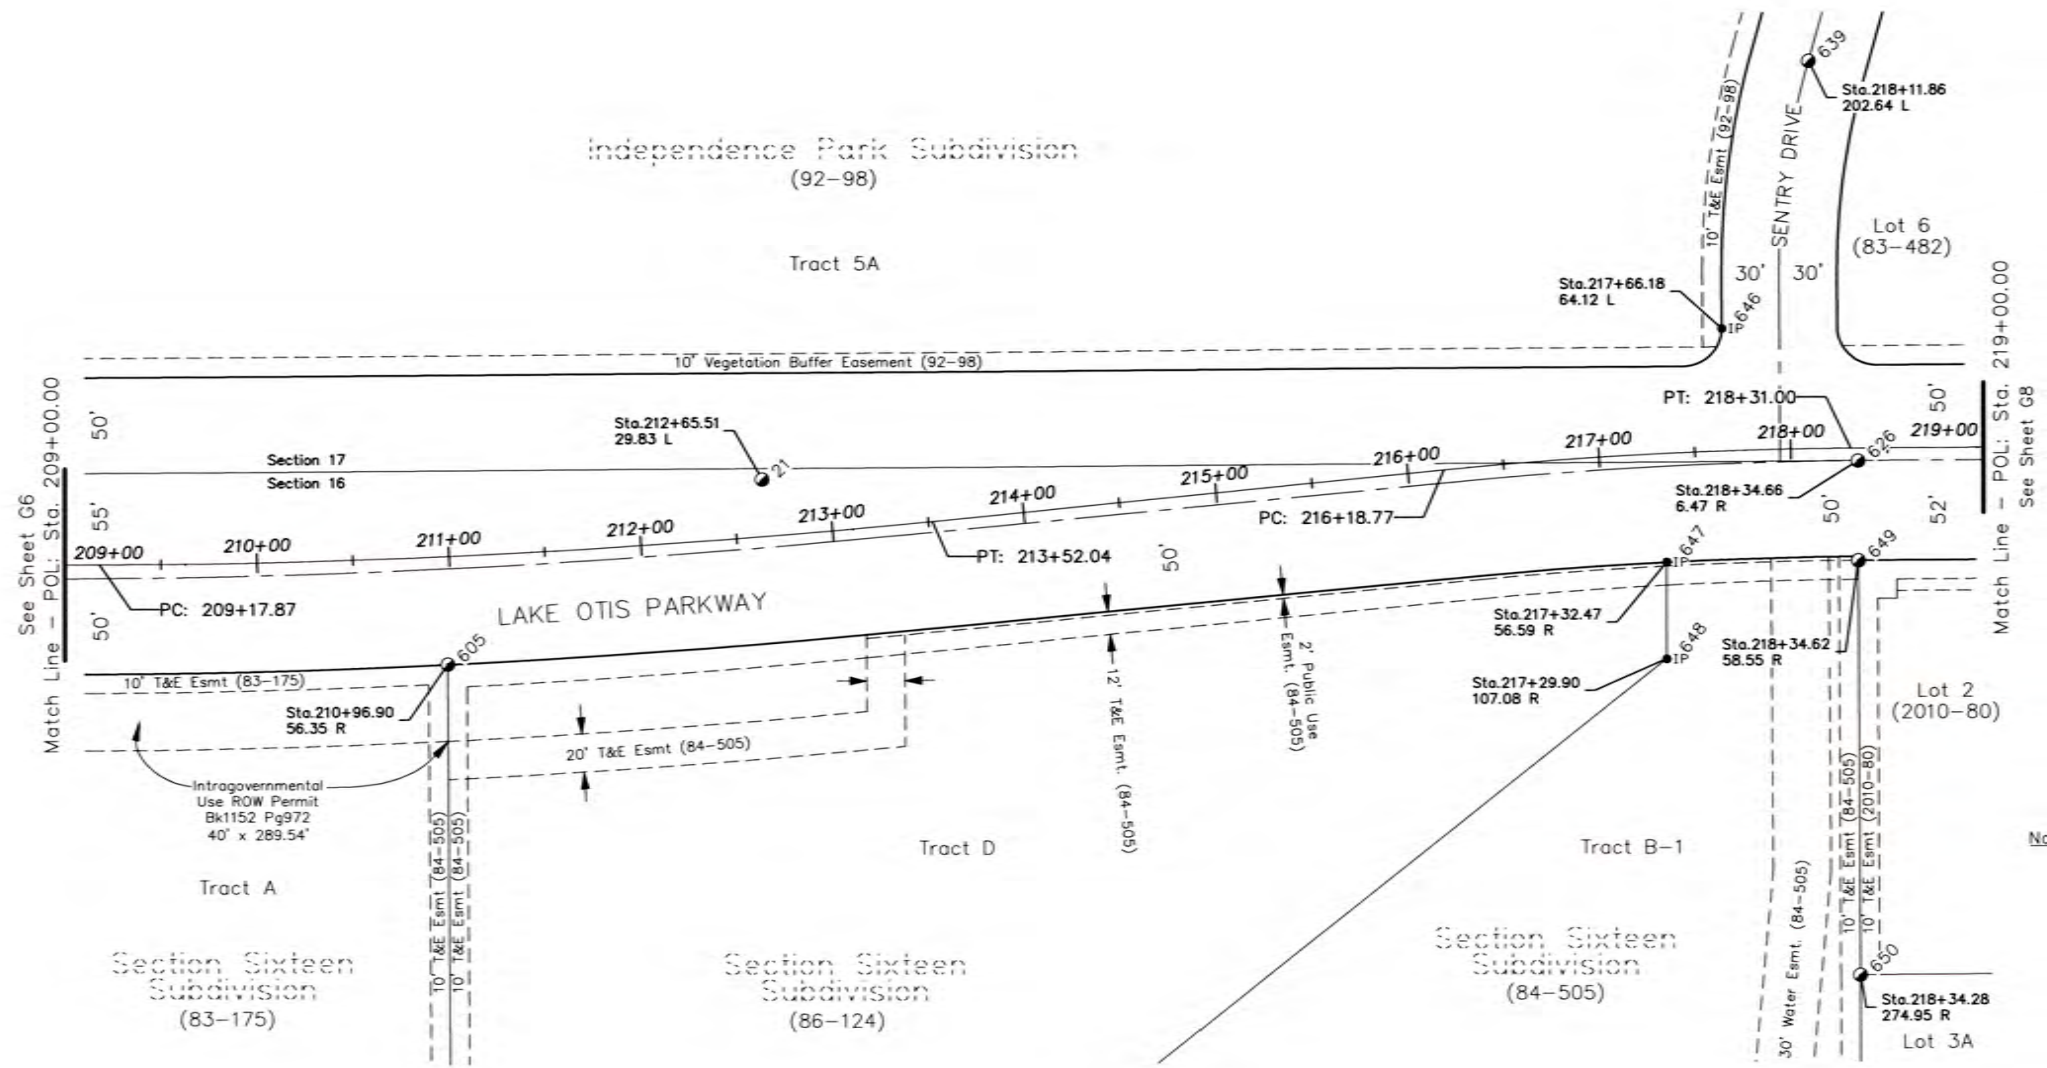 639
Sta.218+11.86
202.64 L
10' T&E Esmt (92-98)
SENTRY DRIVE
Independence Park Subdivision
(92-98)
Tract 5A
Lot 6
(83-482)
30'
30'
Sta.217+66.18
64.12 L
IP
646
10' Vegetation Buffer Easement (92-98)
50'
50'
PT: 218+31.00
Sta.212+65.51
29.83 L
21
Section 17
Section 16
55'
209+00
210+00
211+00
212+00
213+00
214+00
215+00
216+00
217+00
218+00
219+00
626
Sta.218+34.66
6.47 R
PC: 216+18.77
PT: 213+52.04
50'
50'
52'
PC: 209+17.87
50'
LAKE OTIS PARKWAY
605
See Sheet G6
Match Line - POL: Sta. 209+00.00
Match Line - POL: Sta. 219+00.00
See Sheet G8
IP
647
649
Sta.217+32.47
56.59 R
IP
648
Sta.218+34.62
58.55 R
Sta.217+29.90
107.08 R
10' T&E Esmt (83-175)
Sta.210+96.90
56.35 R
20' T&E Esmt (84-505)
12' T&E Esmt. (84-505)
2' Public Use
Esmt. (84-505)
Lot 2
(2010-80)
Intragovernmental
Use ROW Permit
Bk1152 Pg972
40' x 289.54'
Tract A
Tract D
Tract B-1
10' T&E Esmt (84-505)
10' T&E Esmt (84-505)
30' Water Esmt. (84-505)
10' T&E Esmt (84-505)
10' T&E Esmt (2010-80)
Section Sixteen
Subdivision
(83-175)
Section Sixteen
Subdivision
(86-124)
Section Sixteen
Subdivision
(84-505)
650
Sta.218+34.28
274.95 R
Lot 3A